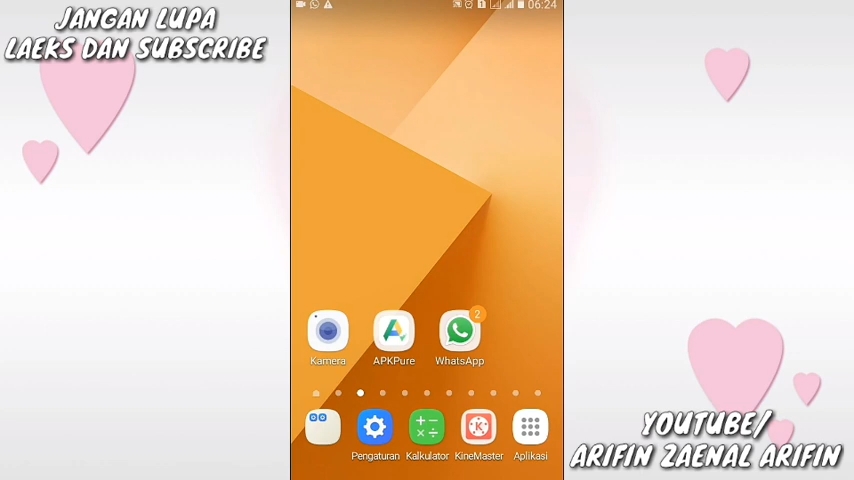 JANGAN LUPA
LAEKS DAN SUBSCRIBE
06:24
2
Kamera
APKPure
WhatsApp
Pengaturan
Kalkulator
KineMaster
Aplikasi
YOUTUBE/
ARIFIN ZAENAL ARIFIN